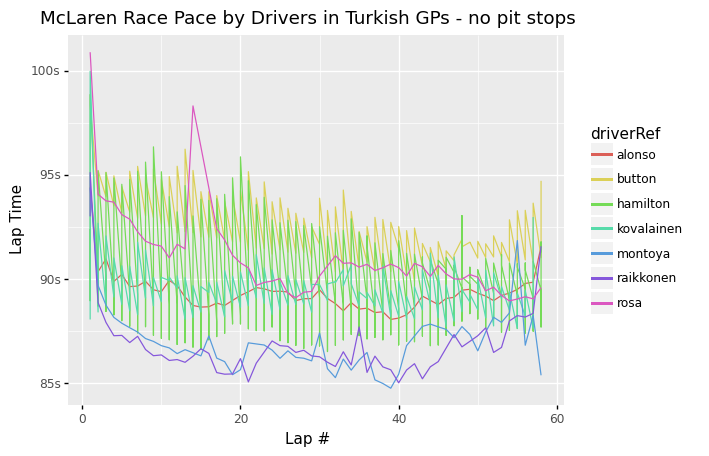 McLaren Race Pace by Drivers in Turkish GPs - no pit stops
100s
95s
90s
85s
Lap Time
0
20
40
60
Lap #
driverRef
alonso
button
hamilton
kovalainen
montoya
raikkonen
rosa